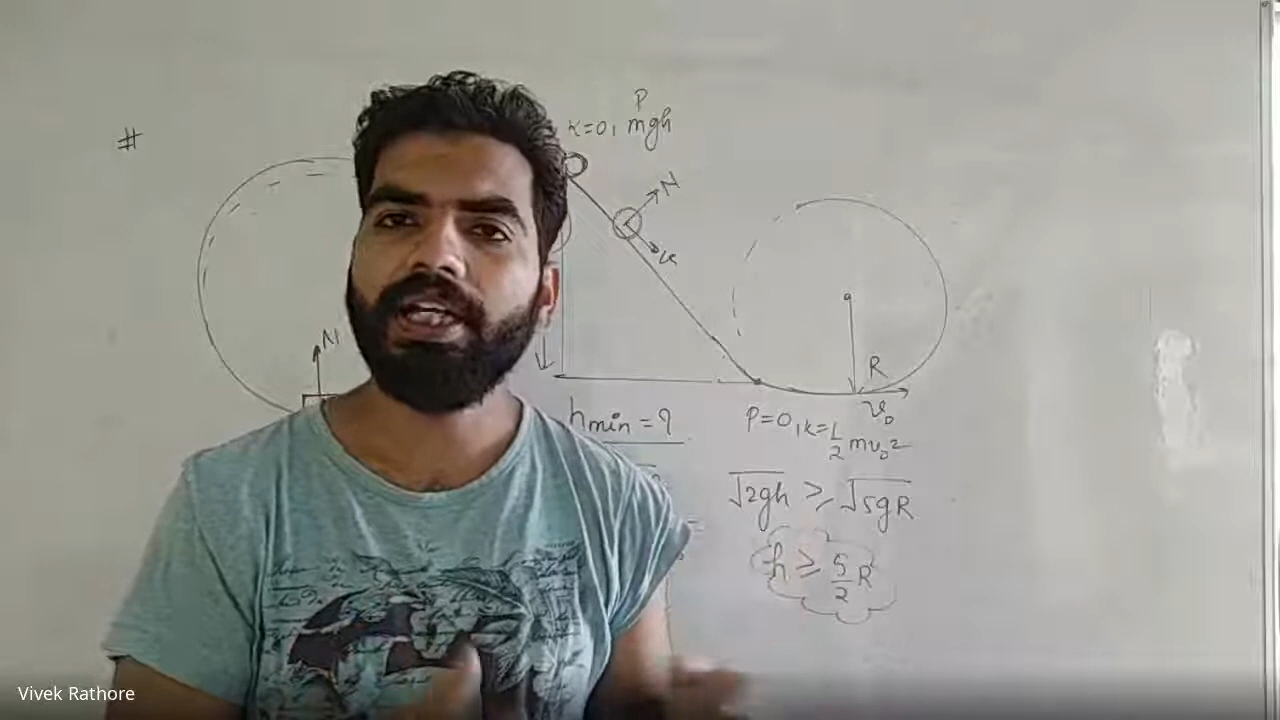 #
P
K=0, mgh
N
v
N
R
v₀
hmin = ?
P=0, K=1/2 mv₀²
√2gh ≥ √5gR
h ≥ 5/2 R
Vivek Rathore